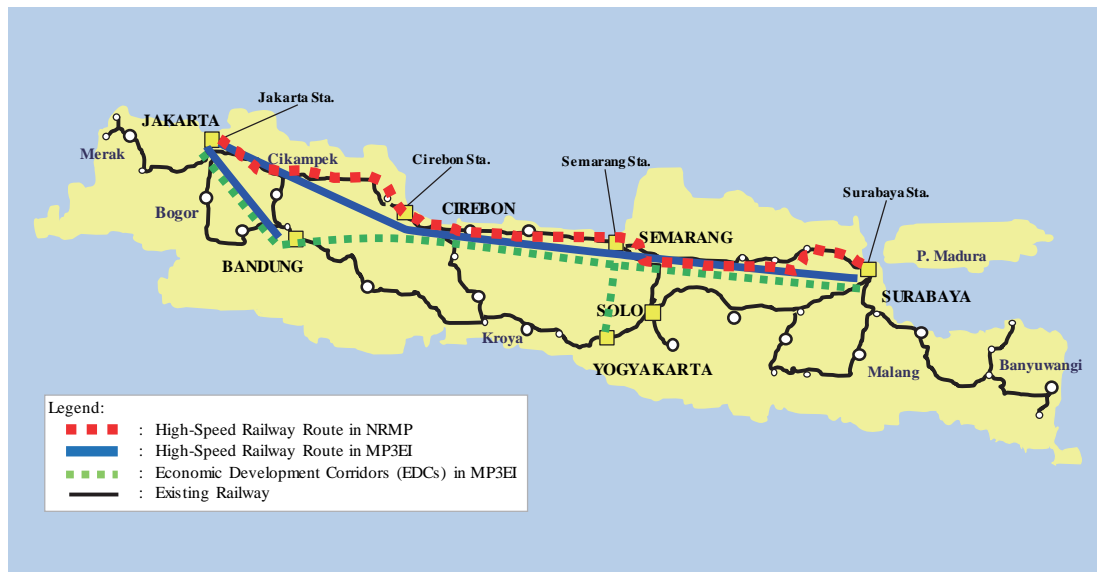 Jakarta Sta.
JAKARTA
Merak
Cikampek
Cirebon Sta.
Semarang Sta.
Surabaya Sta.
Bogor
CIREBON
SEMARANG
P. Madura
BANDUNG
SURABAYA
SOLO
Kroya
YOGYAKARTA
Malang
Banyuwangi
Legend:
: High-Speed Railway Route in NRMP
: High-Speed Railway Route in MP3EI
: Economic Development Corridors (EDCs) in MP3EI
: Existing Railway